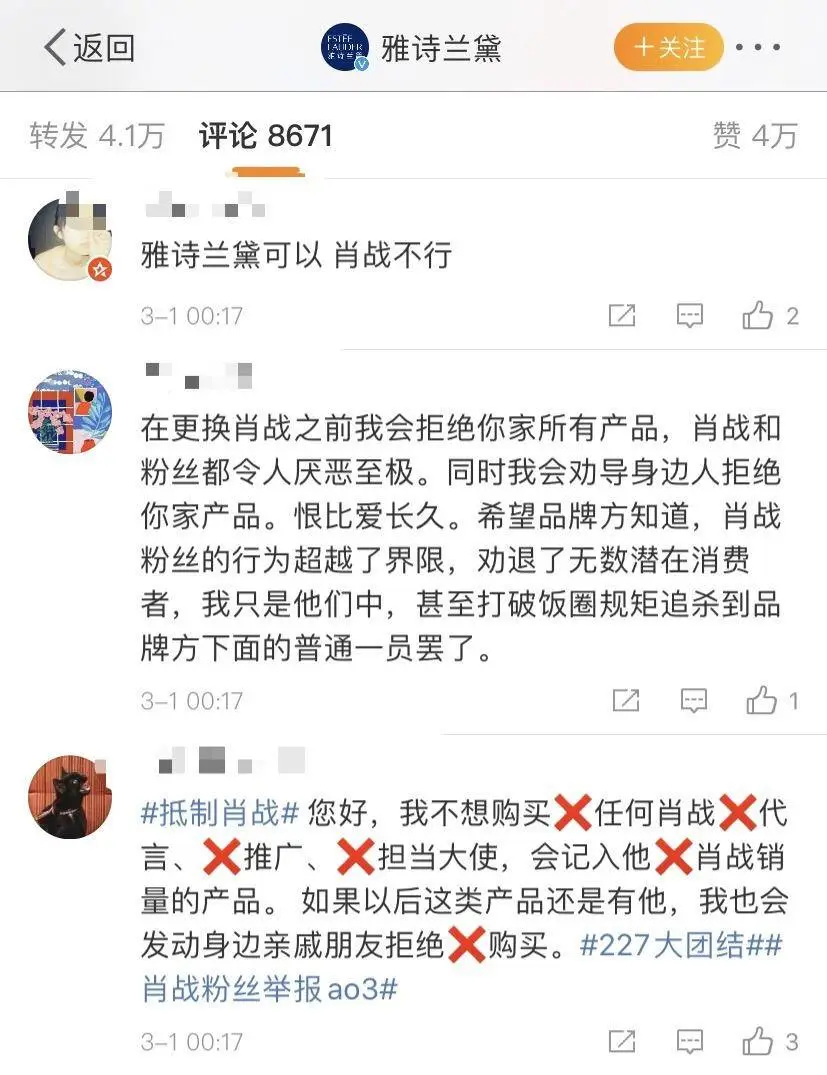 返回
ESTĒE
LAUDER
雅诗兰黛
+关注
转发 4.1万 评论 8671 赞 4万
雅诗兰黛可以 肖战不行
3-1 00:17 2
在更换肖战之前我会拒绝你家所有产品，肖战和
粉丝都令人厌恶至极。同时我会劝导身边人拒绝
你家产品。恨比爱长久。希望品牌方知道，肖战
粉丝的行为超越了界限，劝退了无数潜在消费
者，我只是他们中，甚至打破饭圈规矩追杀到品
牌方下面的普通一员罢了。
3-1 00:17 1
#抵制肖战# 您好，我不想购买❌任何肖战❌代
言、❌推广、❌担当大使，会记入他❌肖战销
量的产品。 如果以后这类产品还是有他，我也会
发动身边亲戚朋友拒绝❌购买。#227大团结##
肖战粉丝举报ao3#
3-1 00:17 3